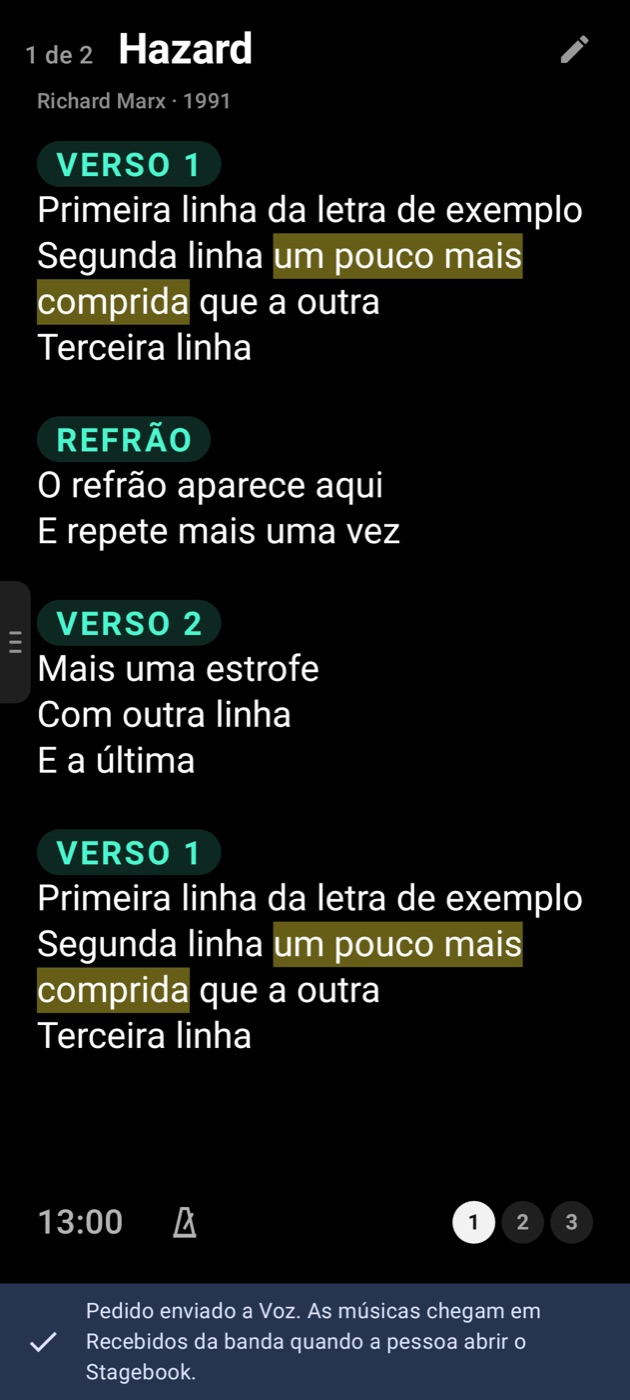 1 de 2 Hazard
Richard Marx · 1991
VERSO 1
Primeira linha da letra de exemplo
Segunda linha um pouco mais
comprida que a outra
Terceira linha
REFRÃO
O refrão aparece aqui
E repete mais uma vez
VERSO 2
Mais uma estrofe
Com outra linha
E a última
VERSO 1
Primeira linha da letra de exemplo
Segunda linha um pouco mais
comprida que a outra
Terceira linha
13:00 1 2 3
Pedido enviado a Voz. As músicas chegam em
Recebidos da banda quando a pessoa abrir o
Stagebook.